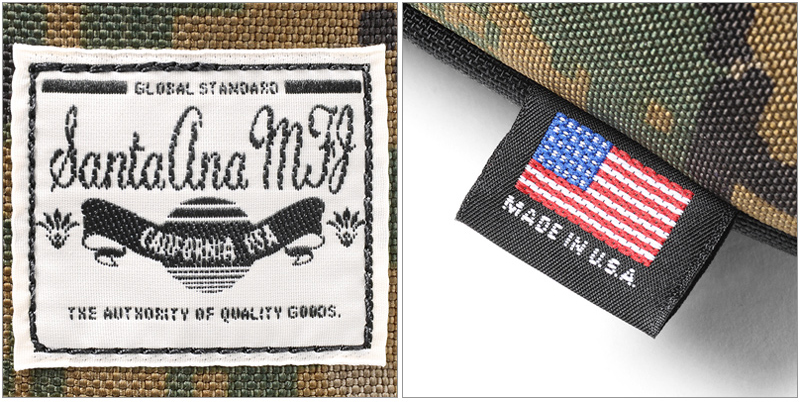 GLOBAL STANDARD
Santa Ana MFG
CALIFORNIA USA
THE AUTHORITY OF QUALITY GOODS.
MADE IN U.S.A.